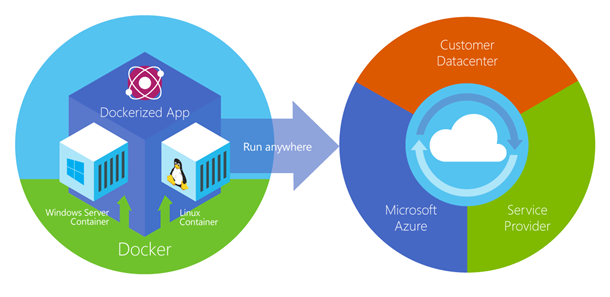 Dockerized App
Windows Server
Container
Linux
Container
Docker
Run anywhere
Customer
Datacenter
Microsoft
Azure
Service
Provider